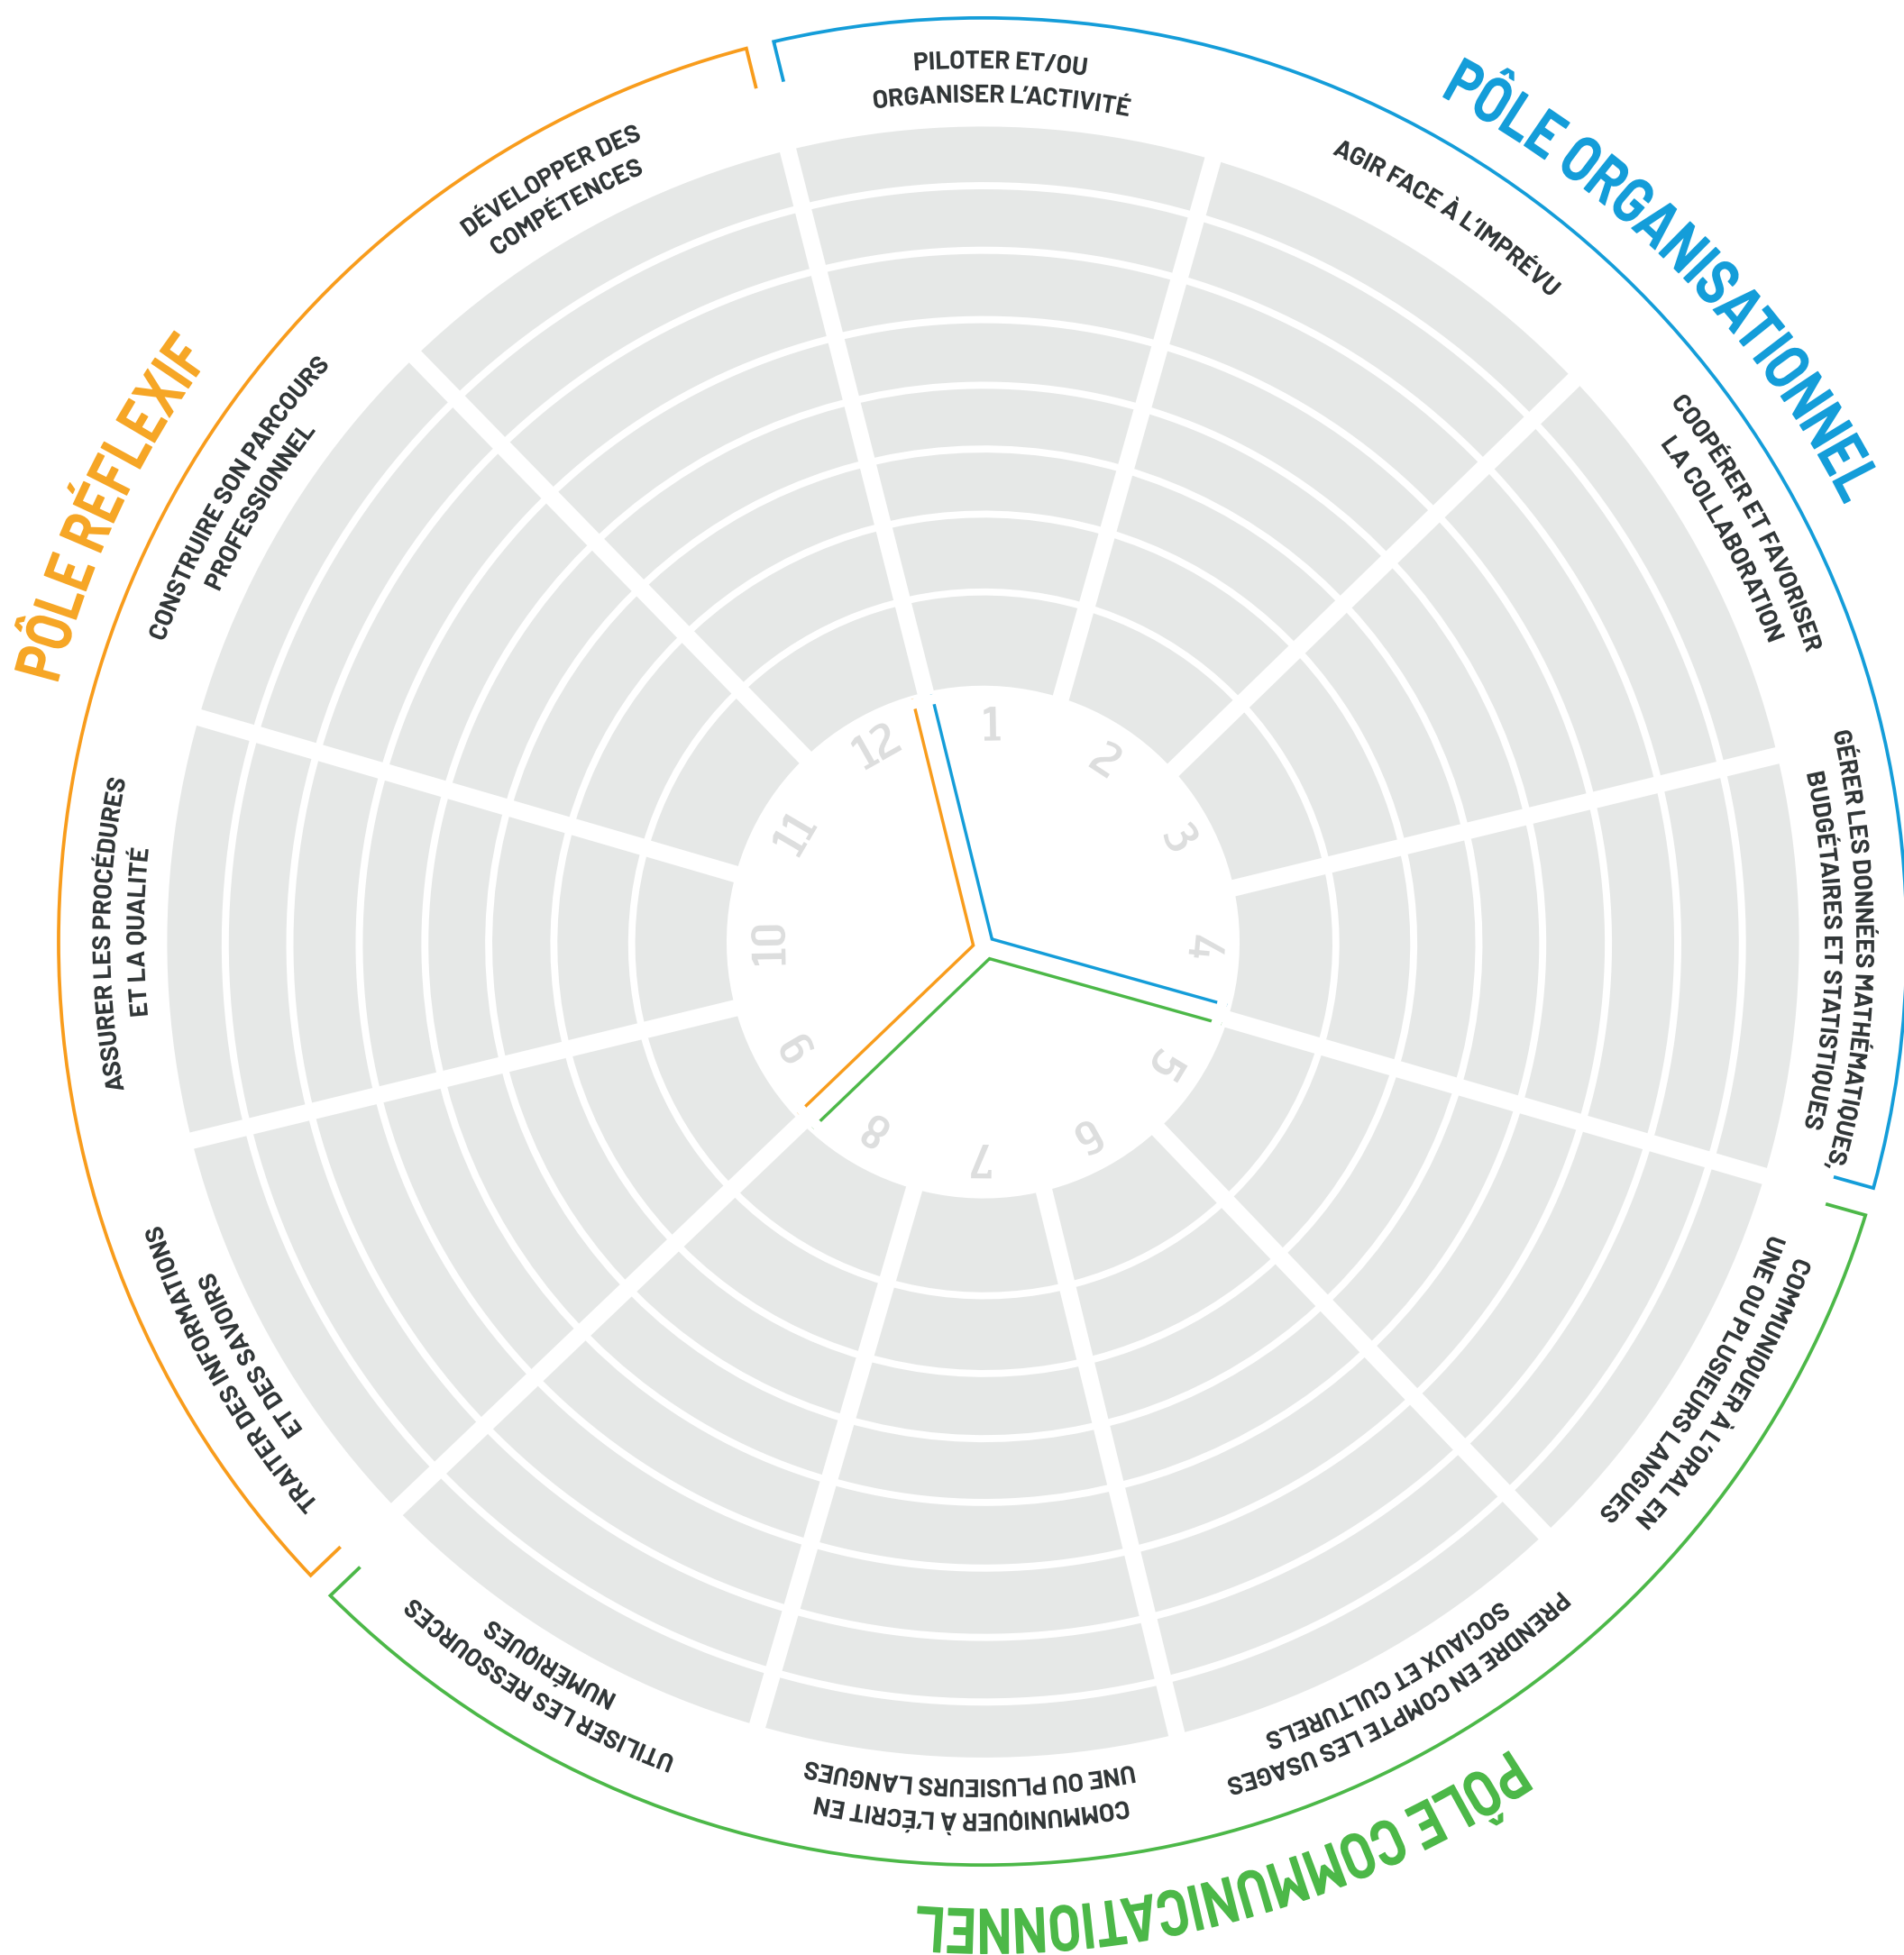 PÔLE ORGANISATIONNEL
PILOTER ET/OU
ORGANISER L'ACTIVITÉ
AGIR FACE À L'IMPRÉVU
COOPÉRER ET FAVORISER
LA COLLABORATION
GÉRER LES DONNÉES MATHÉMATIQUES,
BUDGÉTAIRES ET STATISTIQUES
PÔLE COMMUNICATIONNEL
COMMUNIQUER À L'ORAL EN
UNE OU PLUSIEURS LANGUES
PRENDRE EN COMPTE LES USAGES
SOCIAUX ET CULTURELS
COMMUNIQUER À L'ÉCRIT EN
UNE OU PLUSIEURS LANGUES
UTILISER LES RESSOURCES
NUMÉRIQUES
PÔLE RÉFLEXIF
TRAITER DES INFORMATIONS
ET DES SAVOIRS
ASSURER LES PROCÉDURES
ET LA QUALITÉ
CONSTRUIRE SON PARCOURS
PROFESSIONNEL
DÉVELOPPER DES
COMPÉTENCES
1
2
3
4
5
6
7
8
9
10
11
12